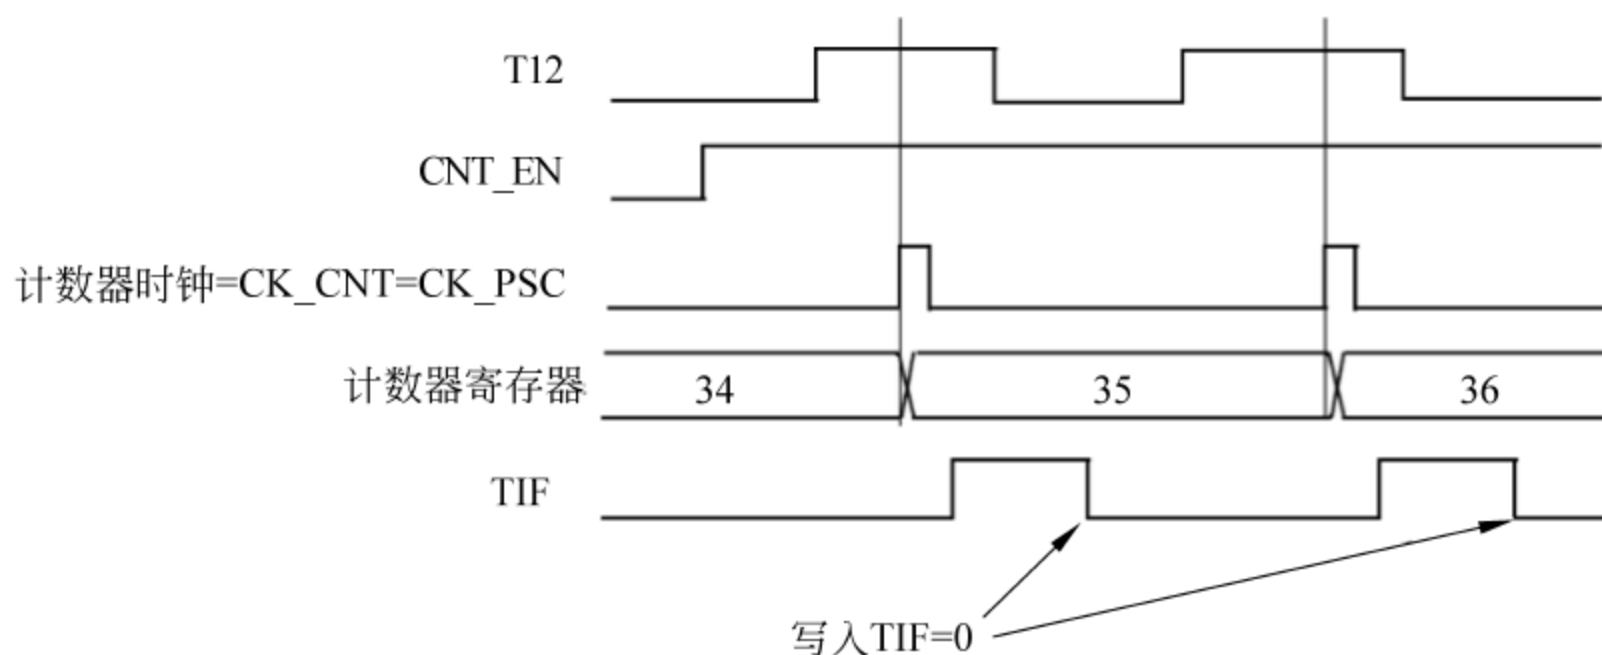 T12
CNT_EN
计数器时钟=CK_CNT=CK_PSC
计数器寄存器
34
35
36
TIF
写入TIF=0